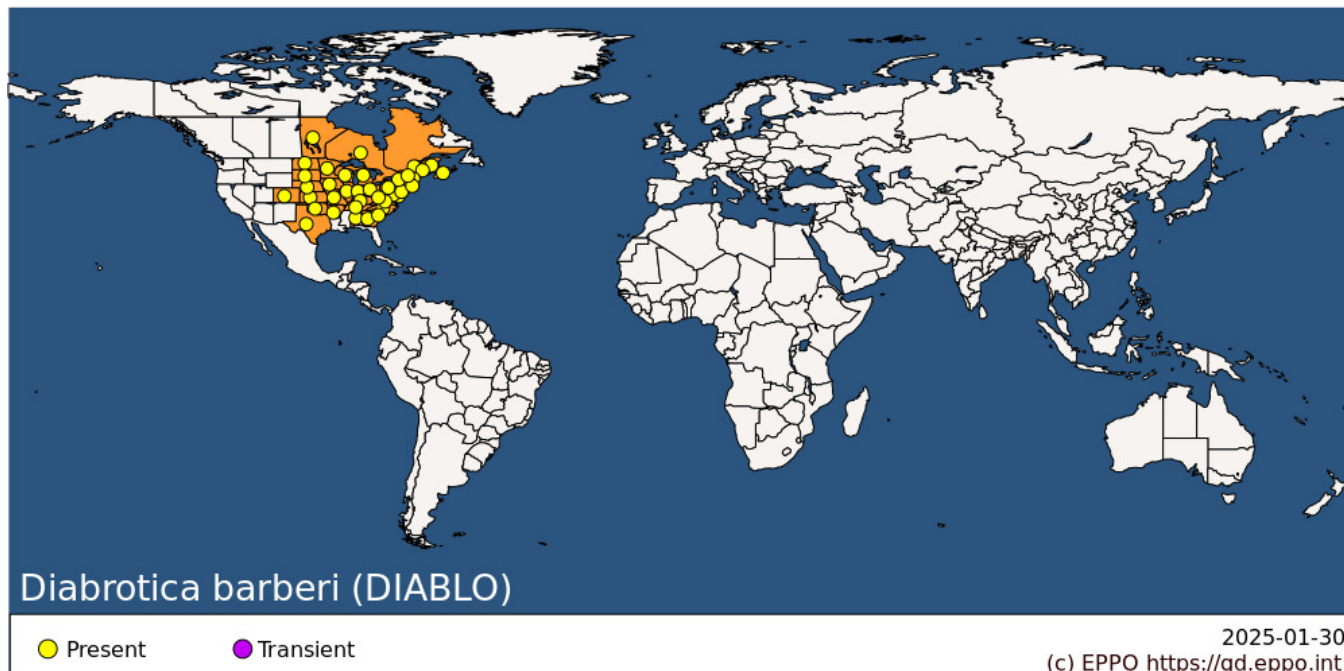 Diabrotica barberi (DIABLO)
Present
Transient
2025-01-30
(c) EPPO https://gd.eppo.int